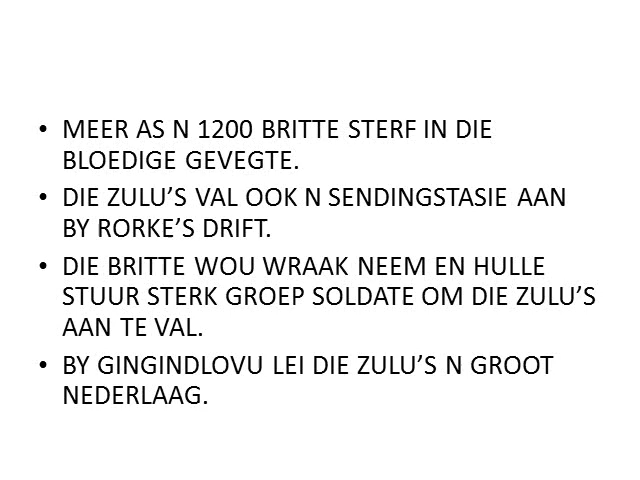 • MEER AS N 1200 BRITTE STERF IN DIE
BLOEDIGE GEVEGTE.
• DIE ZULU’S VAL OOK N SENDINGSTASIE AAN
BY RORKE’S DRIFT.
• DIE BRITTE WOU WRAAK NEEM EN HULLE
STUUR STERK GROEP SOLDATE OM DIE ZULU’S
AAN TE VAL.
• BY GINGINDLOVU LEI DIE ZULU’S N GROOT
NEDERLAAG.